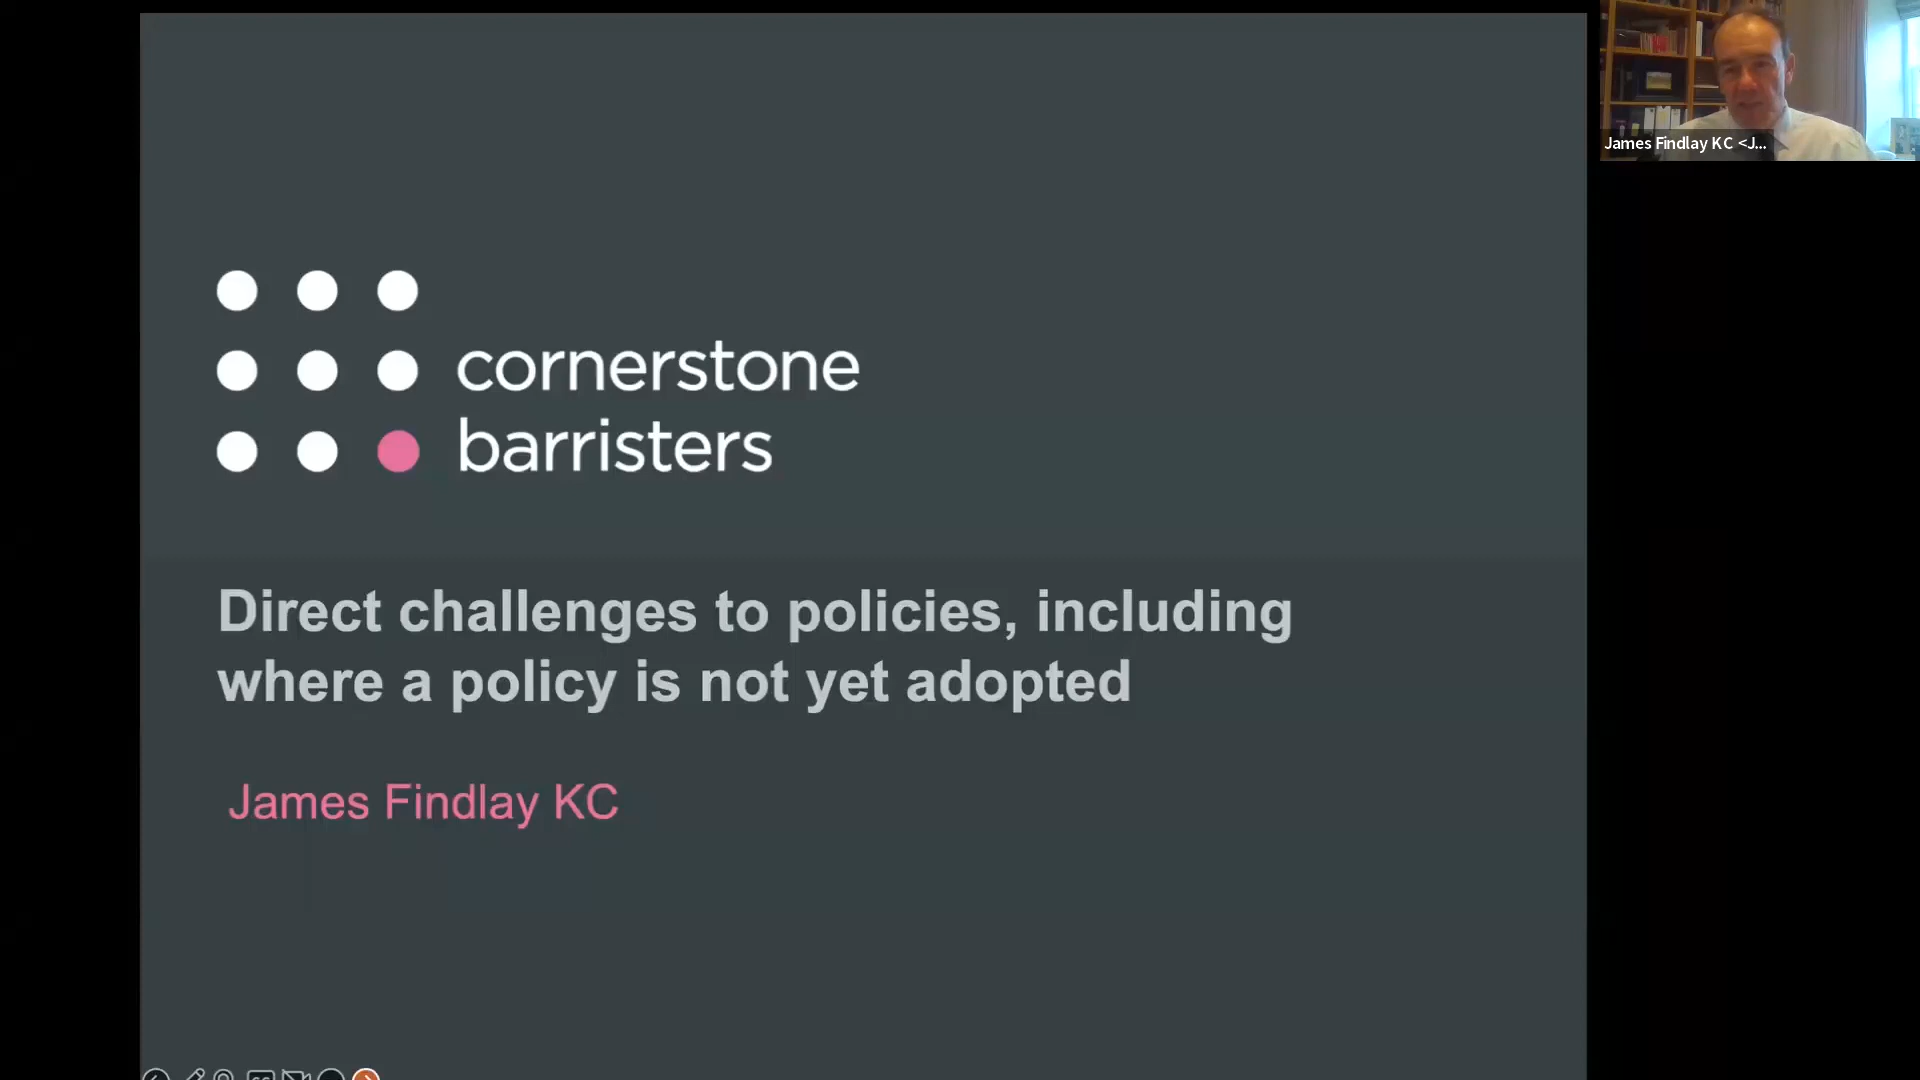 James Findlay KC <J...
cornerstone
barristers
Direct challenges to policies, including
where a policy is not yet adopted
James Findlay KC